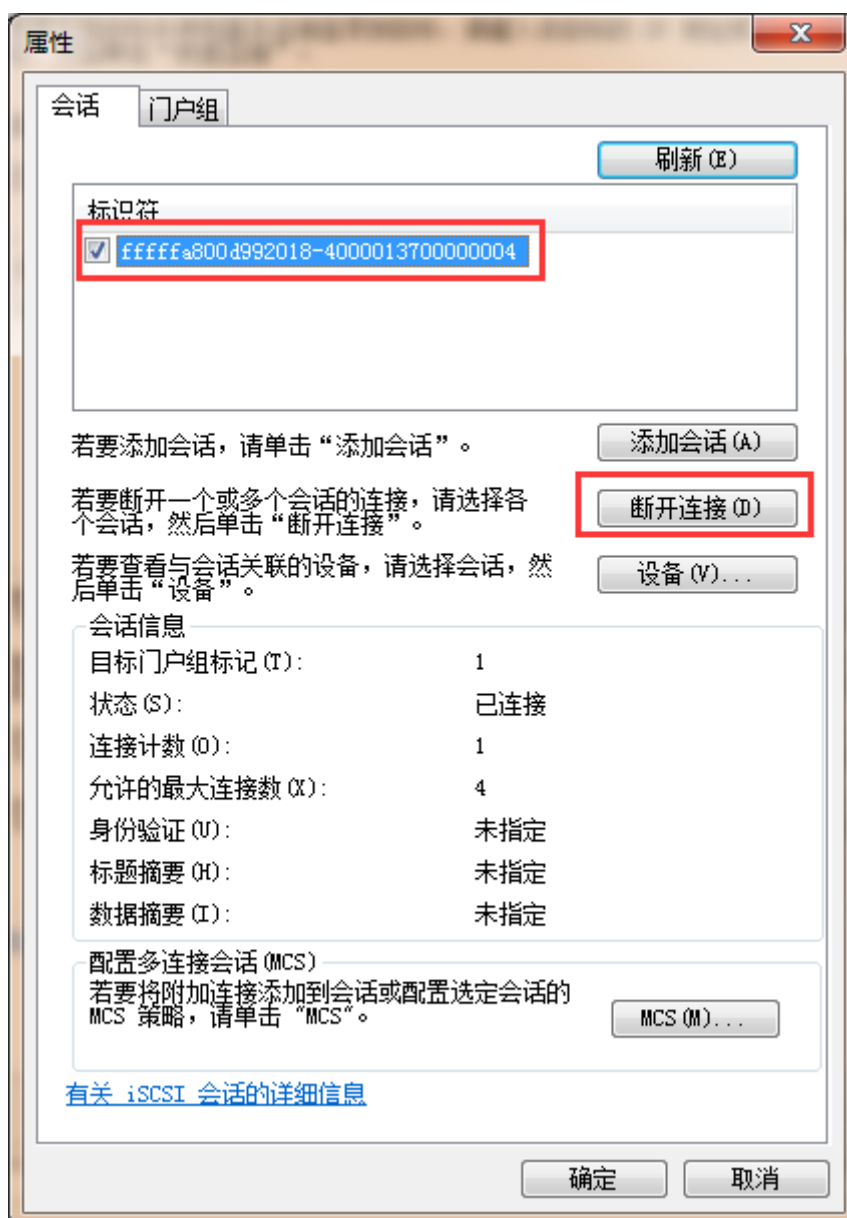 属性
会话
门户组
刷新(E)
标识符
fffffa800d992018-4000013700000004
若要添加会话，请单击“添加会话”。
添加会话(A)
若要断开一个或多个会话的连接，请选择各
个会话，然后单击“断开连接”。
断开连接(D)
若要查看与会话关联的设备，请选择会话，然
后单击“设备”。
设备(V)...
会话信息
目标门户组标记(T):
1
状态(S):
已连接
连接计数(O):
1
允许的最大连接数(X):
4
身份验证(U):
未指定
标题摘要(H):
未指定
数据摘要(I):
未指定
配置多连接会话(MCS)
若要将附加连接添加到会话或配置选定会话的
MCS 策略，请单击 "MCS"。
MCS(M)...
有关 iSCSI 会话的详细信息
确定
取消